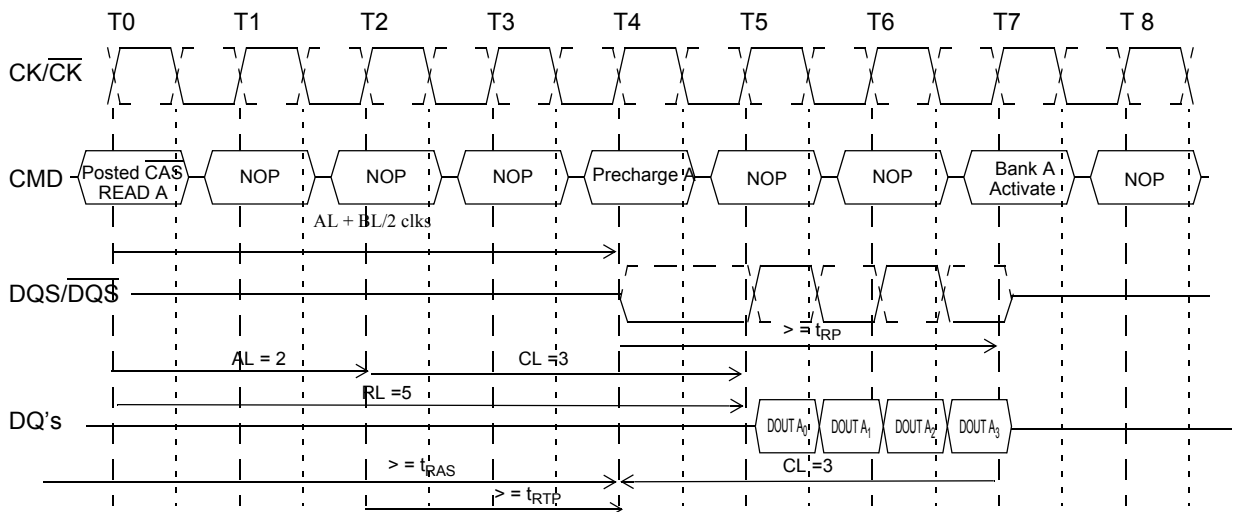 T0 T1 T2 T3 T4 T5 T6 T7 T 8
CK/CK
CMD
Posted CAS
READ A
NOP
NOP
NOP
Precharge A
NOP
NOP
Bank A
Activate
NOP
AL + BL/2 clks
DQS/DQS
> = tRP
AL = 2
CL =3
RL =5
DQ's
DOUT A0
DOUT A1
DOUT A2
DOUT A3
> = tRAS
CL =3
> = tRTP